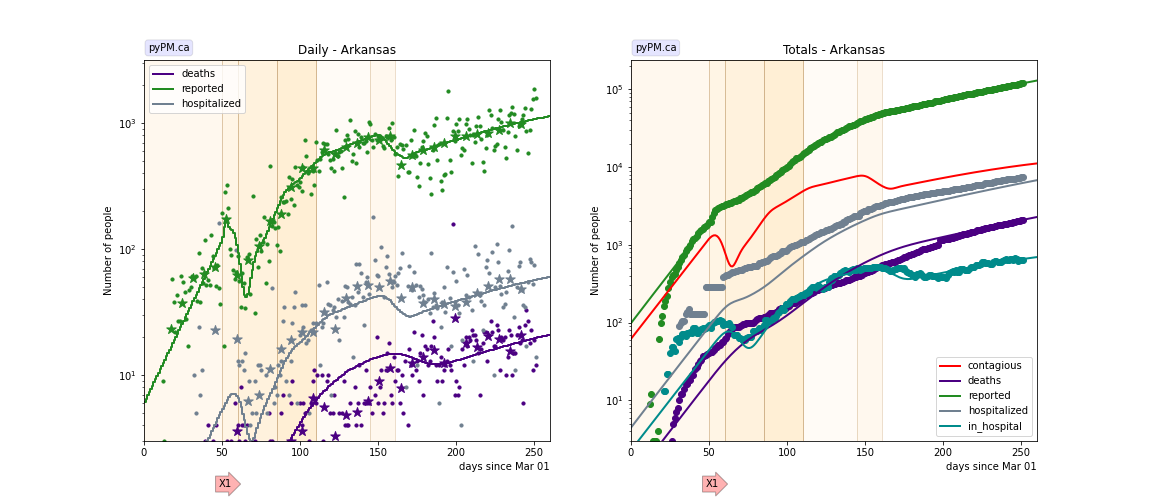 pyPM.ca
Daily - Arkansas
deaths
reported
hospitalized
Number of people
10³
10²
10¹
0 50 100 150 200 250
days since Mar 01
X1
pyPM.ca
Totals - Arkansas
Number of people
10⁵
10⁴
10³
10²
10¹
contagious
deaths
reported
hospitalized
in_hospital
0 50 100 150 200 250
days since Mar 01
X1